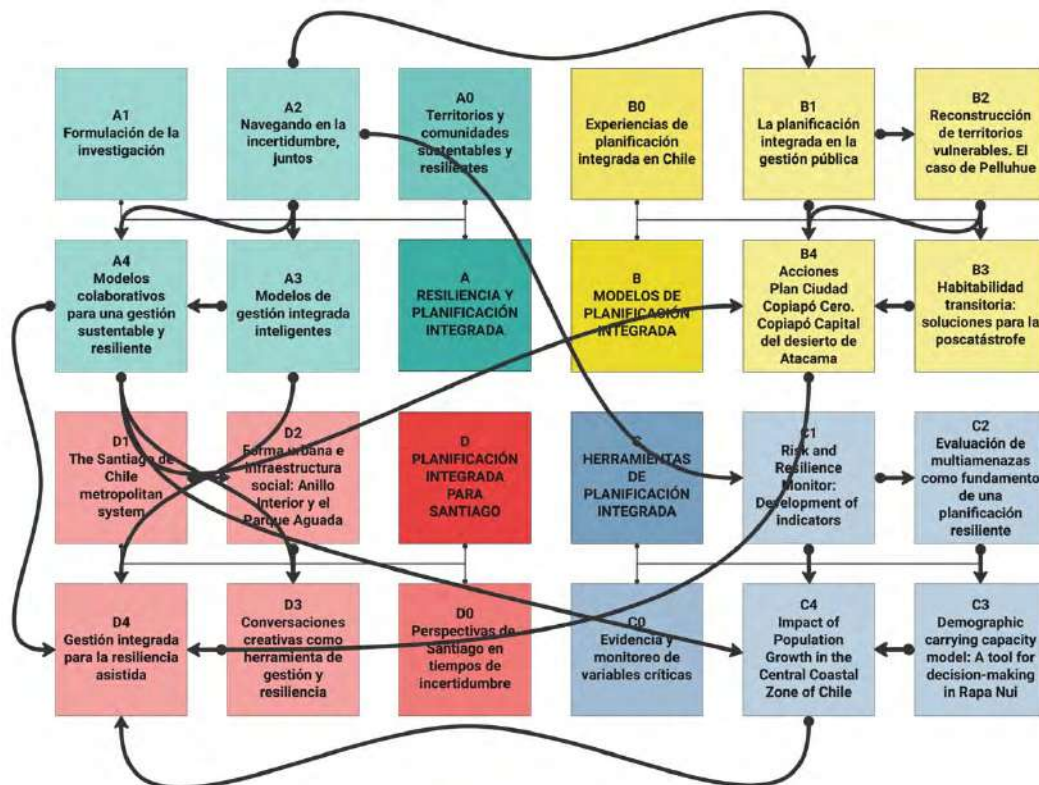 A1
Formulación de la
investigación
A2
Navegando en la
incertidumbre,
juntos
A0
Territorios y
comunidades
sustentables y
resilientes
B0
Experiencias de
planificación
integrada en Chile
B1
La planificación
integrada en la
gestión pública
B2
Reconstrucción
de territorios
vulnerables. El
caso de Pelluhue
A4
Modelos
colaborativos
para una gestión
sustentable y
resiliente
A3
Modelos de
gestión integrada
inteligentes
A
RESILIENCIA Y
PLANIFICACIÓN
INTEGRADA
B
MODELOS DE
PLANIFICACIÓN
INTEGRADA
B4
Acciones
Plan Ciudad
Copiapó Cero.
Copiapó Capital
del desierto de
Atacama
B3
Habitabilidad
transitoria:
soluciones para la
poscatástrofe
D1
The Santiago de
Chile
metropolitan
system
D2
Forma urbana e
infraestructura
social: Anillo
Interior y el
Parque Aguada
D
PLANIFICACIÓN
INTEGRADA
PARA
SANTIAGO
C
HERRAMIENTAS
DE
PLANIFICACIÓN
INTEGRADA
C1
Risk and
Resilience
Monitor:
Development of
indicators
C2
Evaluación de
multiamenazas
como fundamento
de una
planificación
resiliente
D4
Gestión integrada
para la resiliencia
asistida
D3
Conversaciones
creativas como
herramienta de
gestión y
resiliencia
D0
Perspectivas de
Santiago en
tiempos de
incertidumbre
C0
Evidencia y
monitoreo de
variables críticas
C4
Impact of
Population
Growth in the
Central Coastal
Zone of Chile
C3
Demographic
carrying capacity
model: A tool for
decision-making
in Rapa Nui